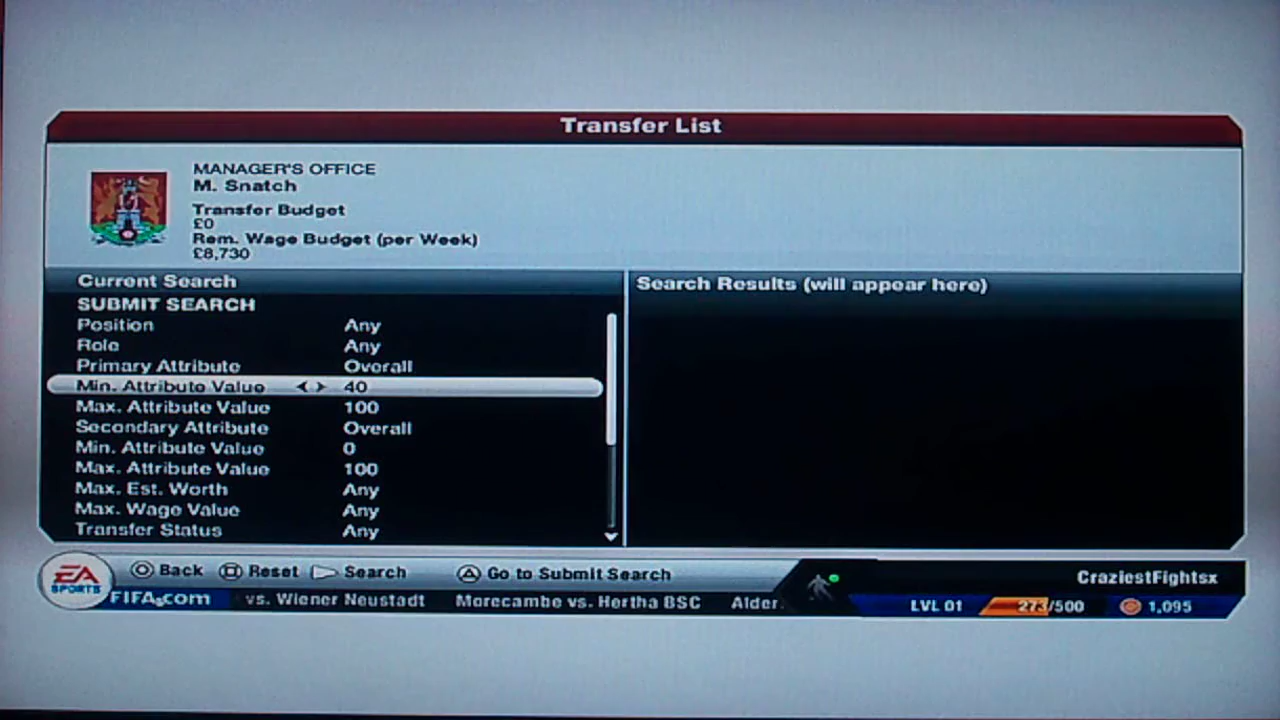 Transfer List
MANAGER'S OFFICE
M. Snatch
Transfer Budget
£0
Rem. Wage Budget (per Week)
£8,730
Current Search
SUBMIT SEARCH
Position Any
Role Any
Primary Attribute Overall
Min. Attribute Value < > 40
Max. Attribute Value 100
Secondary Attribute Overall
Min. Attribute Value 0
Max. Attribute Value 100
Max. Est. Worth Any
Max. Wage Value Any
Transfer Status Any
Search Results (will appear here)
EA
SPORTS
Back Reset Search Go to Submit Search
FIFA.com vs. Wiener Neustadt Morecambe vs. Hertha BSC Alder
CraziestFightsx
LVL 01 273/500 1,095